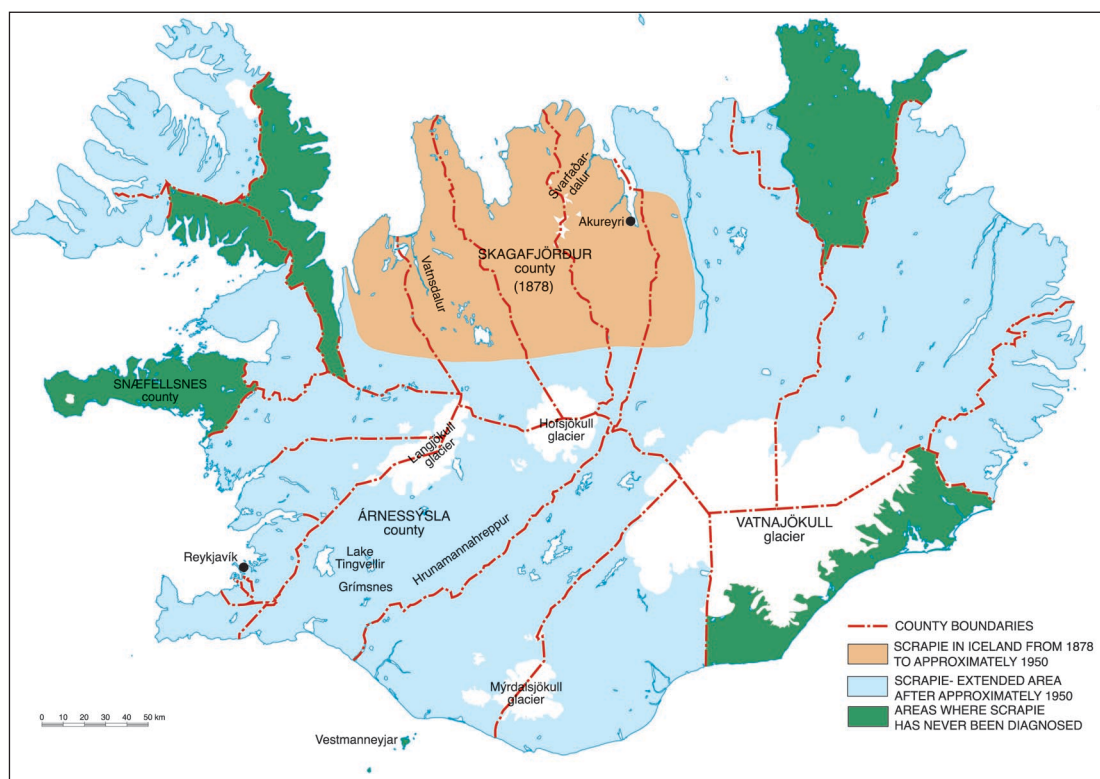 Svarfaðar-
dalur
Akureyri
SKAGAFJÖRDUR
county
(1878)
Vatnsdalur
SNÆFELLSNES
county
Hofsjökull
glacier
Langjökull
glacier
ÁRNESSÝSLA
county
VATNAJÖKULL
glacier
Hrunamannahreppur
Reykjavík
Lake
Tingvellir
Grímsnes
Mýrdalsjökull
glacier
Vestmanneyjar
COUNTY BOUNDARIES
SCRAPIE IN ICELAND FROM 1878
TO APPROXIMATELY 1950
SCRAPIE- EXTENDED AREA
AFTER APPROXIMATELY 1950
AREAS WHERE SCRAPIE
HAS NEVER BEEN DIAGNOSED
0 10 20 30 40 50 km